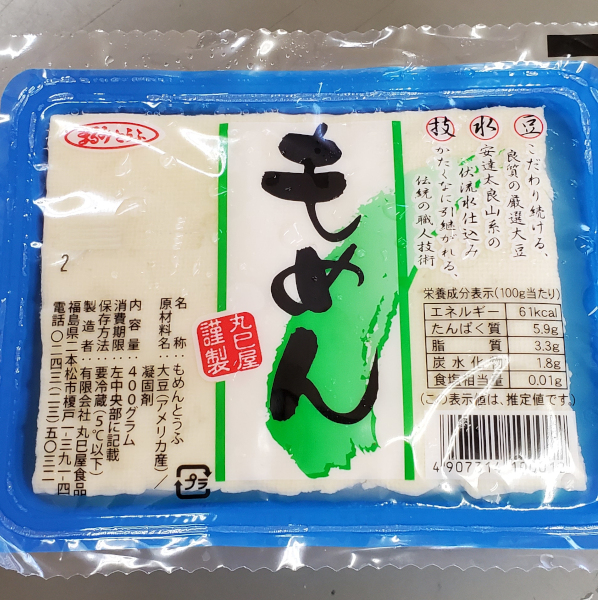 まるみとうふ
もめん
丸巳屋
謹製
豆 こだわり続ける、
良質の厳選大豆
水 安達太良山系の
伏流水仕込み
技 かたくなに引継がれる、
伝統の職人技術
栄養成分表示(100g当たり)
エネルギー 61kcal
たんぱく質 5.9g
脂質 3.3g
炭水化物 1.8g
食塩相当量 0.01g
(この表示値は、推定値です。)
名称:もめんとうふ
原材料名:大豆(アメリカ産)/
凝固剤
内容量:400グラム
消費期限:左中央部に記載
保存方法:要冷蔵(5℃以下)
製造者:有限会社 丸巳屋食品
福島県二本松市榎戸一-二九一-四
電話〇二四三(二三)五〇三一
2
プラ